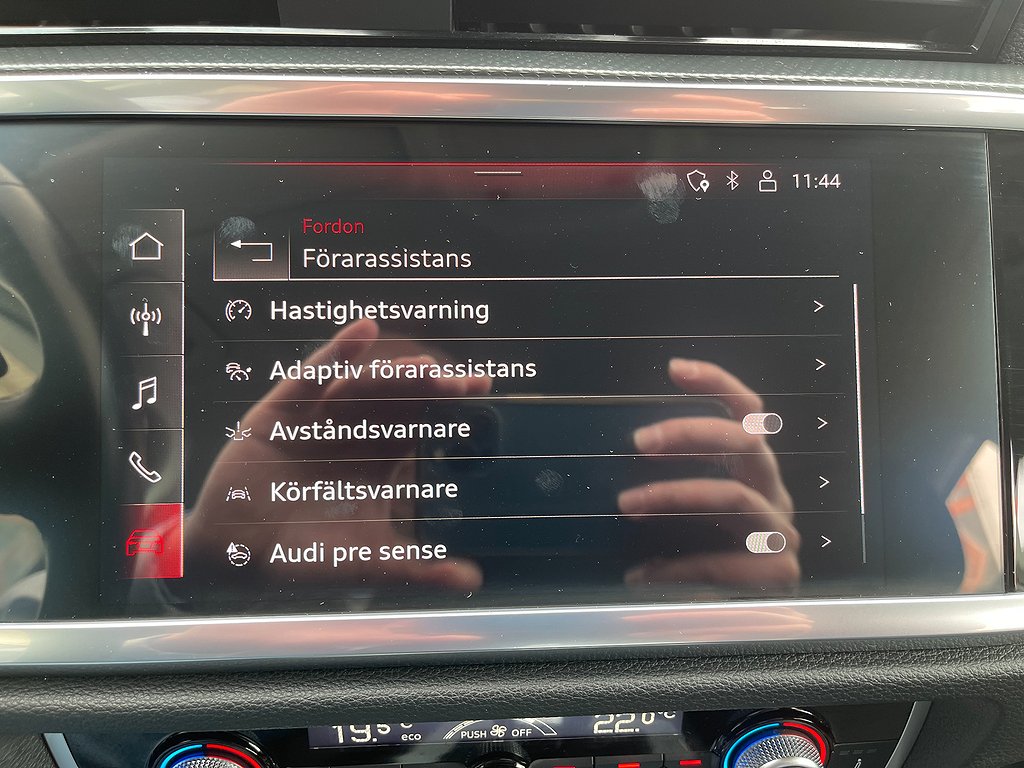 11:44
Fordon
Förarassistans
Hastighetsvarning
Adaptiv förarassistans
Avståndsvarnare
Körfältsvarnare
Audi pre sense
19.5 °C eco PUSH OFF 22.0 °C